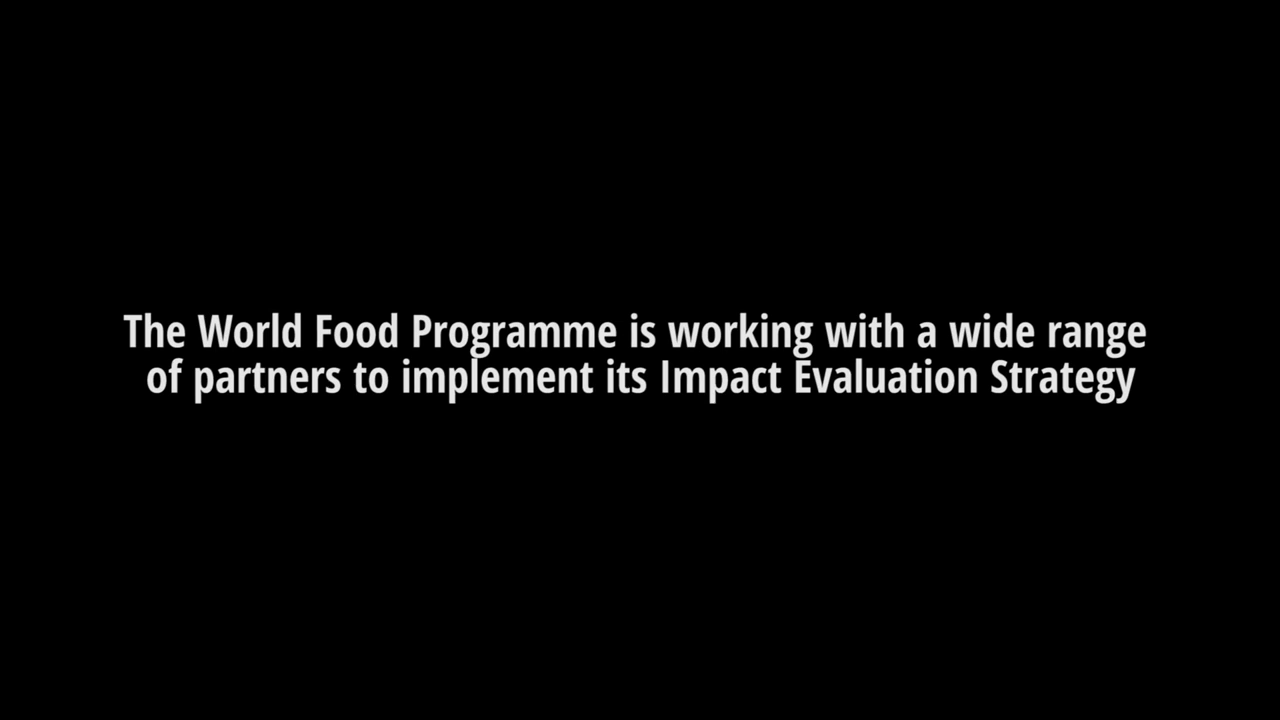 The World Food Programme is working with a wide range
of partners to implement its Impact Evaluation Strategy